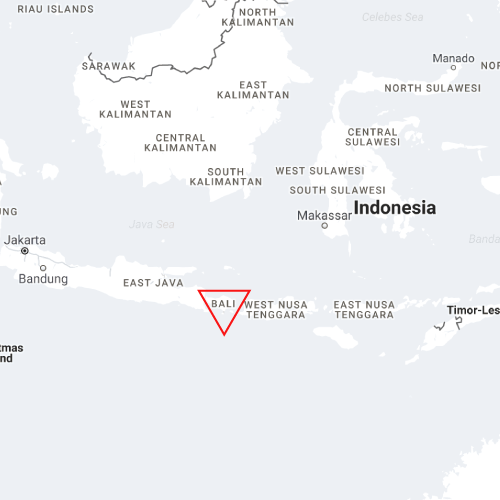 RIAU ISLANDS
NORTH
KALIMANTAN
Celebes Sea
SARAWAK
Manado
EAST
KALIMANTAN
NORTH SULAWESI
NO
WEST
KALIMANTAN
CENTRAL
KALIMANTAN
CENTRAL
SULAWESI
SOUTH
KALIMANTAN
WEST SULAWESI
SOUTH SULAWESI
UNG
Makassar
Indonesia
Java Sea
Jakarta
Banda
Bandung
EAST JAVA
BALI
WEST NUSA
TENGGARA
EAST NUSA
TENGGARA
Timor-Les
tmas
nd